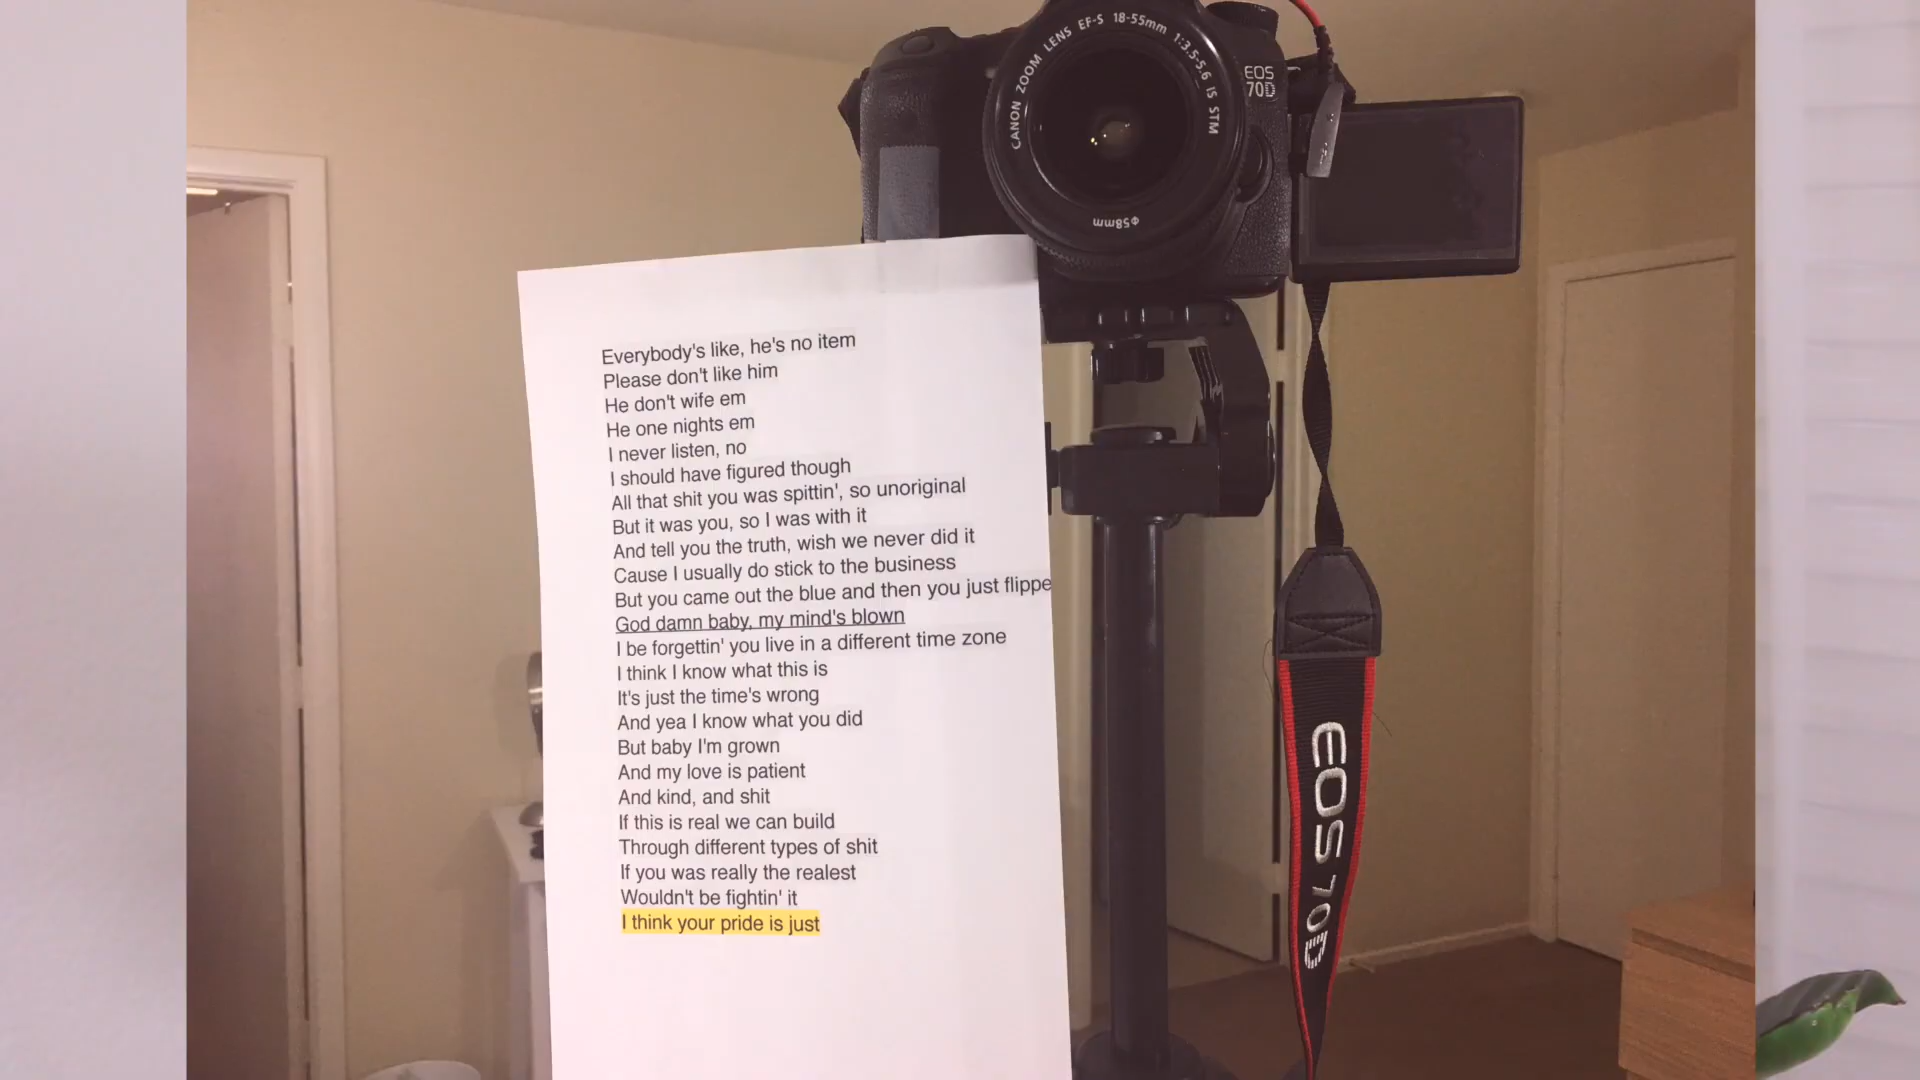 CANON ZOOM LENS EF-S 18-55mm 1:3.5-5.6 IS STM
ø58mm
EOS
70D
Everybody's like, he's no item
Please don't like him
He don't wife em
He one nights em
I never listen, no
I should have figured though
All that shit you was spittin', so unoriginal
But it was you, so I was with it
And tell you the truth, wish we never did it
Cause I usually do stick to the business
But you came out the blue and then you just flippe
God damn baby, my mind's blown
I be forgettin' you live in a different time zone
I think I know what this is
It's just the time's wrong
And yea I know what you did
But baby I'm grown
And my love is patient
And kind, and shit
If this is real we can build
Through different types of shit
If you was really the realest
Wouldn't be fightin' it
I think your pride is just
EOS 70D